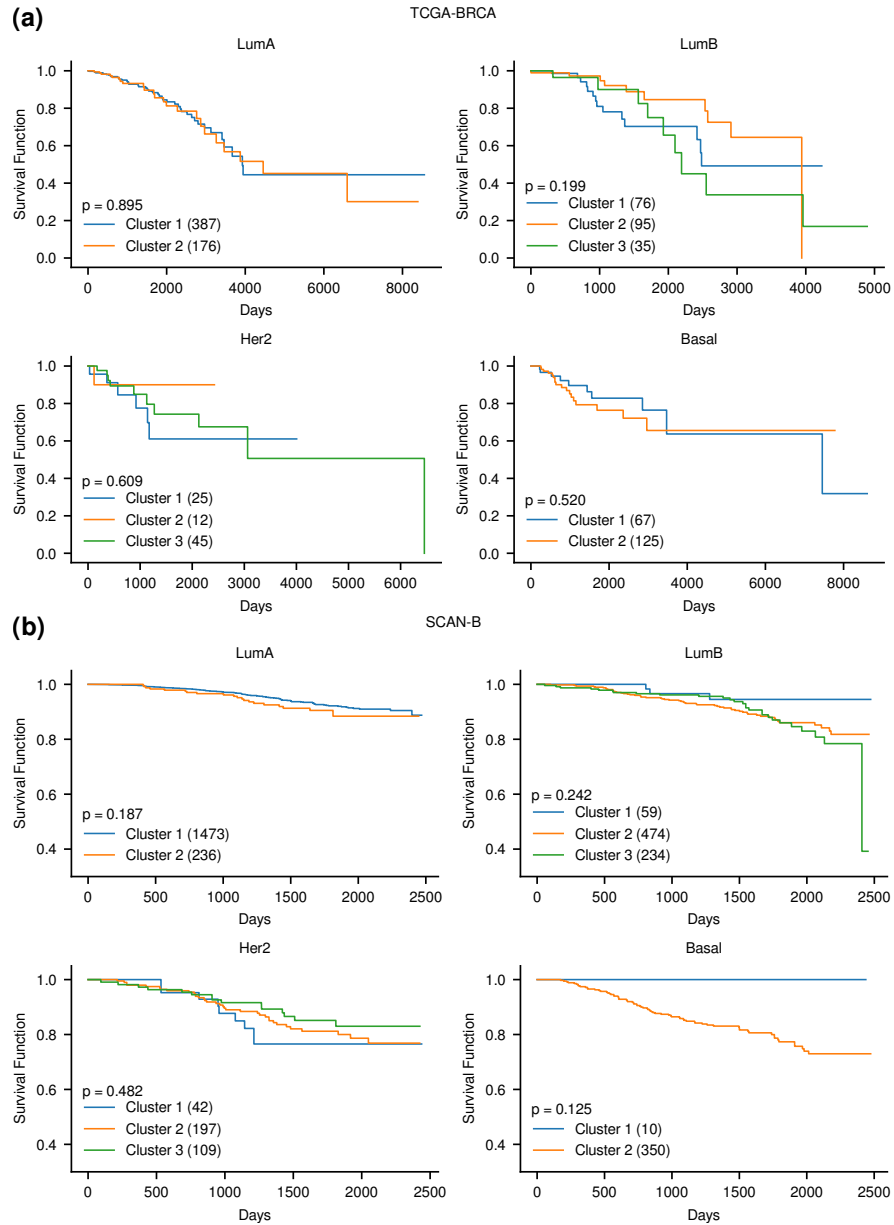 (a)
TCGA-BRCA
LumA
1.0
0.8
0.6
0.4
0.2
0.0
Survival Function
p = 0.895
Cluster 1 (387)
Cluster 2 (176)
0 2000 4000 6000 8000
Days
LumB
1.0
0.8
0.6
0.4
0.2
0.0
Survival Function
p = 0.199
Cluster 1 (76)
Cluster 2 (95)
Cluster 3 (35)
0 1000 2000 3000 4000 5000
Days
Her2
1.0
0.8
0.6
0.4
0.2
0.0
Survival Function
p = 0.609
Cluster 1 (25)
Cluster 2 (12)
Cluster 3 (45)
0 1000 2000 3000 4000 5000 6000
Days
Basal
1.0
0.8
0.6
0.4
0.2
0.0
Survival Function
p = 0.520
Cluster 1 (67)
Cluster 2 (125)
0 2000 4000 6000 8000
Days
(b)
SCAN-B
LumA
1.0
0.8
0.6
0.4
Survival Function
p = 0.187
Cluster 1 (1473)
Cluster 2 (236)
0 500 1000 1500 2000 2500
Days
LumB
1.0
0.8
0.6
0.4
Survival Function
p = 0.242
Cluster 1 (59)
Cluster 2 (474)
Cluster 3 (234)
0 500 1000 1500 2000 2500
Days
Her2
1.0
0.8
0.6
0.4
Survival Function
p = 0.482
Cluster 1 (42)
Cluster 2 (197)
Cluster 3 (109)
0 500 1000 1500 2000 2500
Days
Basal
1.0
0.8
0.6
0.4
Survival Function
p = 0.125
Cluster 1 (10)
Cluster 2 (350)
0 500 1000 1500 2000 2500
Days